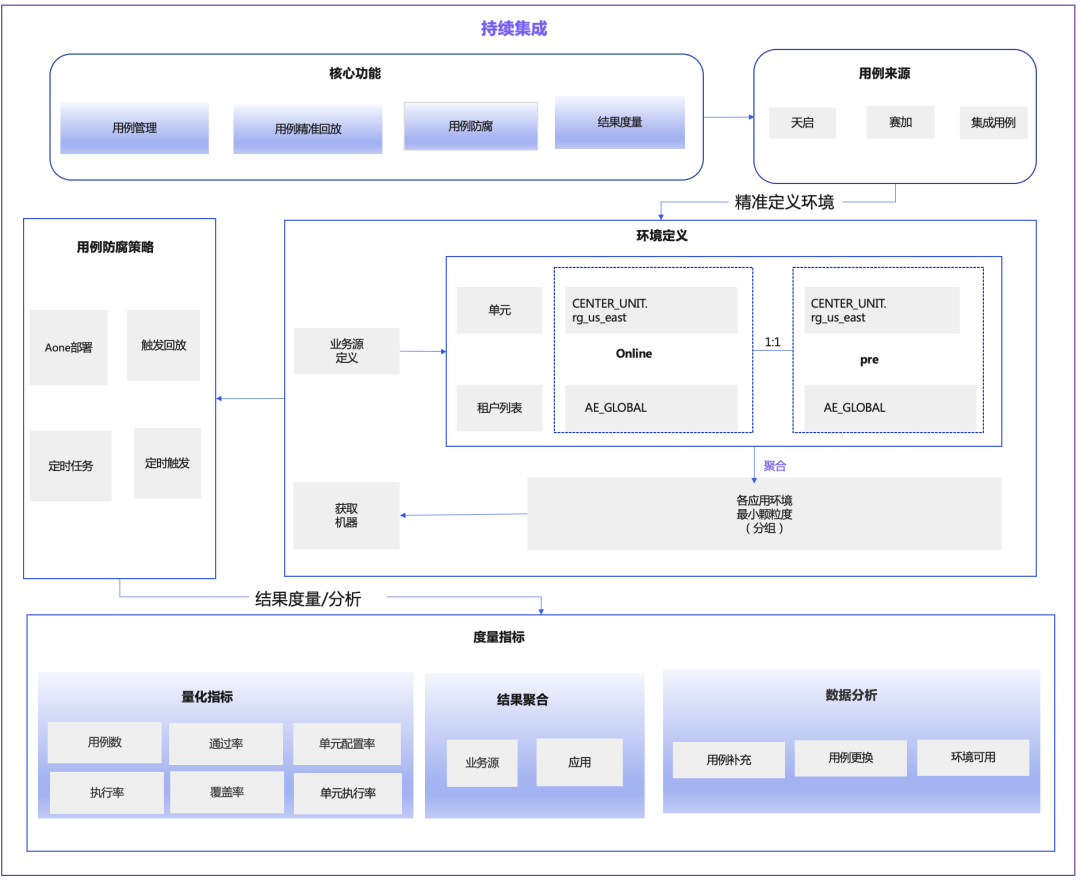 持续集成
核心功能
用例管理
用例精准回放
用例防腐
结果度量
用例来源
天启
赛加
集成用例
精准定义环境
用例防腐策略
Aone部署
触发回放
定时任务
定时触发
环境定义
业务源
定义
单元
CENTER_UNIT.
rg_us_east
Online
租户列表
AE_GLOBAL
1:1
CENTER_UNIT.
rg_us_east
pre
AE_GLOBAL
聚合
获取
机器
各应用环境
最小颗粒度
（分组）
结果度量/分析
度量指标
量化指标
用例数
通过率
单元配置率
执行率
覆盖率
单元执行率
结果聚合
业务源
应用
数据分析
用例补充
用例更换
环境可用